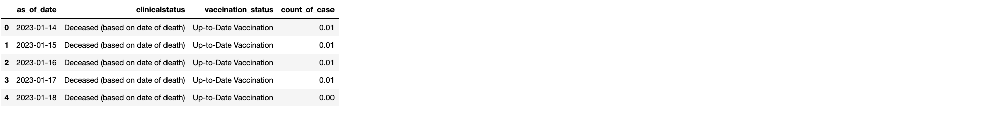 as_of_date clinicalstatus vaccination_status count_of_case
0 2023-01-14 Deceased (based on date of death) Up-to-Date Vaccination 0.01
1 2023-01-15 Deceased (based on date of death) Up-to-Date Vaccination 0.01
2 2023-01-16 Deceased (based on date of death) Up-to-Date Vaccination 0.01
3 2023-01-17 Deceased (based on date of death) Up-to-Date Vaccination 0.01
4 2023-01-18 Deceased (based on date of death) Up-to-Date Vaccination 0.00